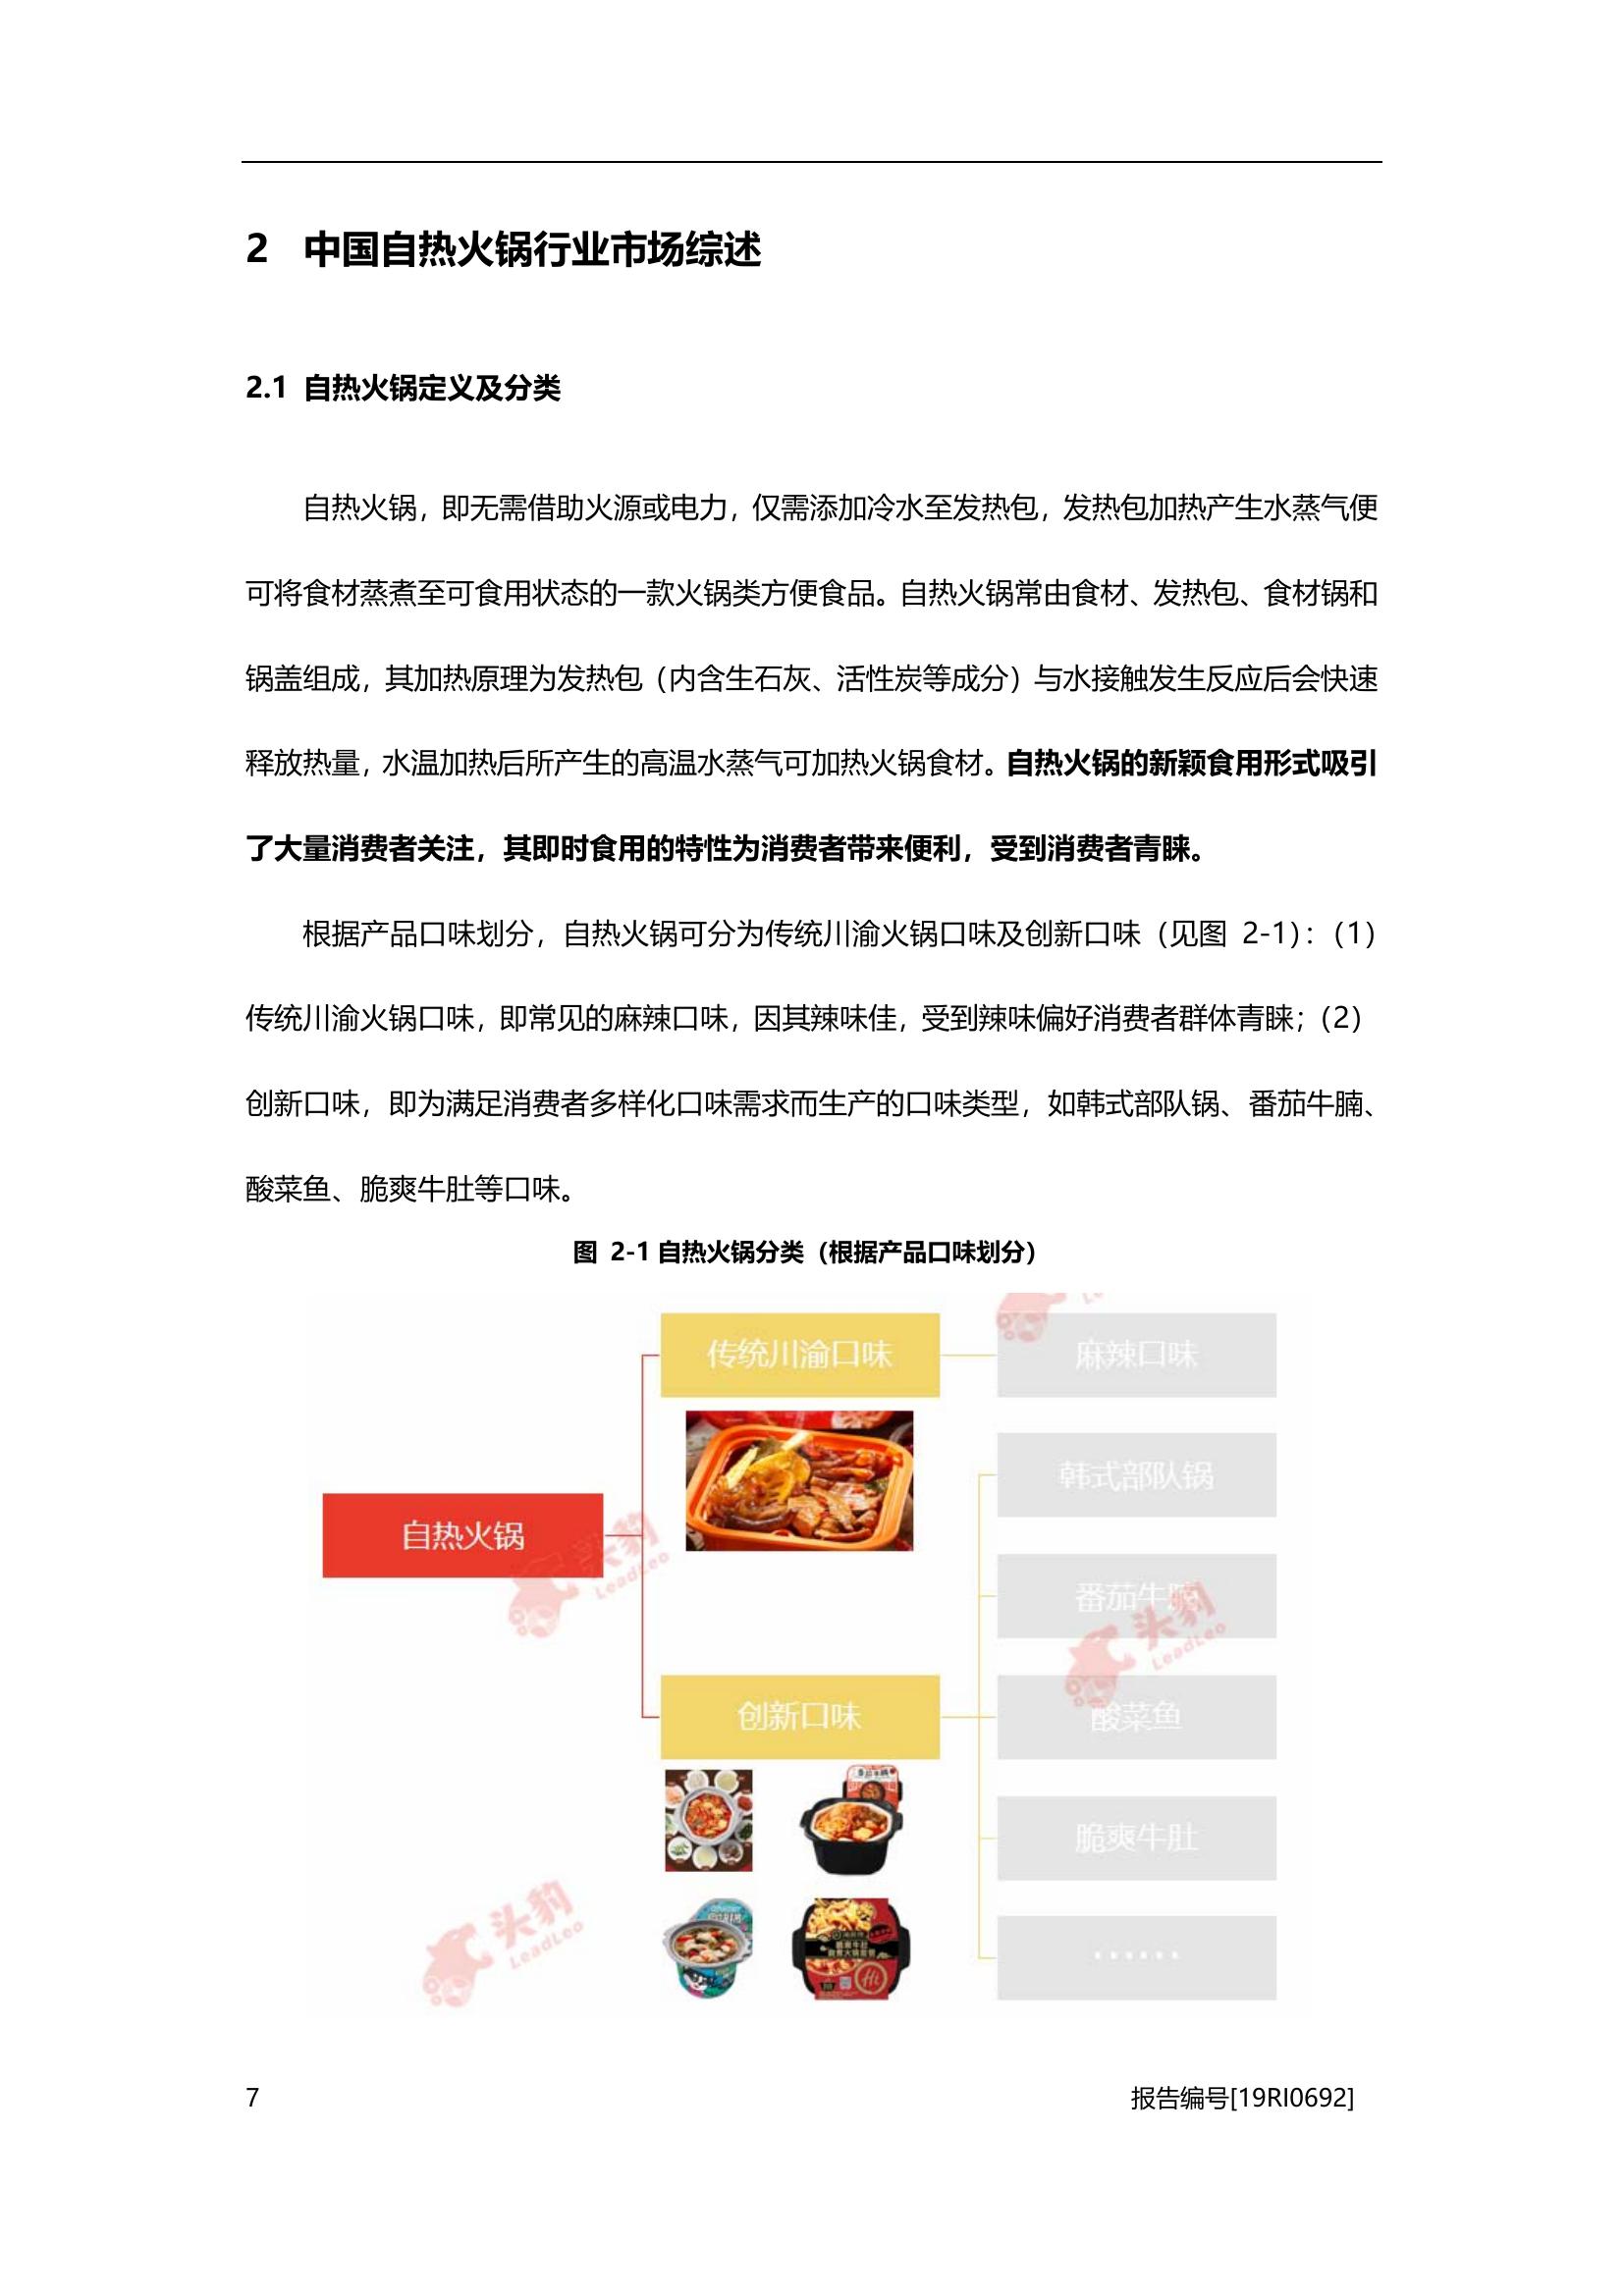 2 中国自热火锅行业市场综述
2.1 自热火锅定义及分类
自热火锅，即无需借助火源或电力，仅需添加冷水至发热包，发热包加热产生水蒸气便
可将食材蒸煮至可食用状态的一款火锅类方便食品。自热火锅常由食材、发热包、食材锅和
锅盖组成，其加热原理为发热包（内含生石灰、活性炭等成分）与水接触发生反应后会快速
释放热量，水温加热后所产生的高温水蒸气可加热火锅食材。自热火锅的新颖食用形式吸引
了大量消费者关注，其即时食用的特性为消费者带来便利，受到消费者青睐。
根据产品口味划分，自热火锅可分为传统川渝火锅口味及创新口味（见图 2-1）：（1）
传统川渝火锅口味，即常见的麻辣口味，因其辣味佳，受到辣味偏好消费者群体青睐；（2）
创新口味，即为满足消费者多样化口味需求而生产的口味类型，如韩式部队锅、番茄牛腩、
酸菜鱼、脆爽牛肚等口味。
图 2-1 自热火锅分类（根据产品口味划分）
传统川渝口味
麻辣口味
韩式部队锅
自热火锅
头豹
LeadLeo
番茄牛腩
头豹
LeadLeo
创新口味
酸菜鱼
脆爽牛肚
头豹
LeadLeo
······
7
报告编号[19RI0692]